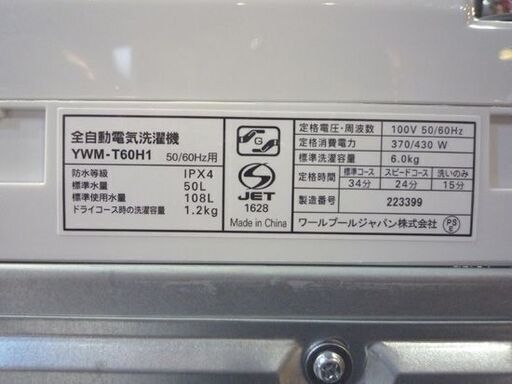 全自動電気洗濯機
YWM-T60H1 50/60Hz用
防水等級 IPX4
標準水量 50L
標準使用水量 108L
ドライコース時の洗濯容量 1.2kg
G
S
JET
1628
Made in China
定格電圧・周波数 100V 50/60Hz
定格消費電力 370/430 W
標準洗濯容量 6.0kg
定格時間 標準コース スピードコース 洗いのみ
34分 24分 15分
製造番号 223399
ワールプールジャパン株式会社 PS E